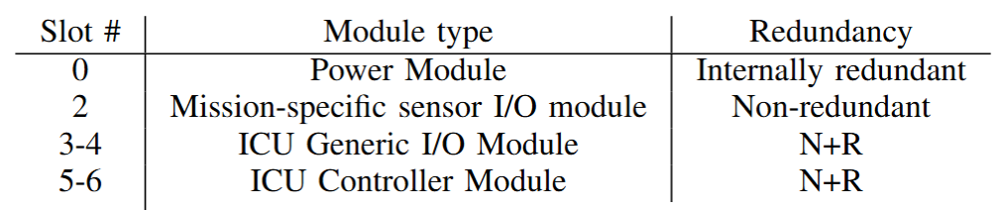 Slot # Module type Redundancy
0 Power Module Internally redundant
2 Mission-specific sensor I/O module Non-redundant
3-4 ICU Generic I/O Module N+R
5-6 ICU Controller Module N+R